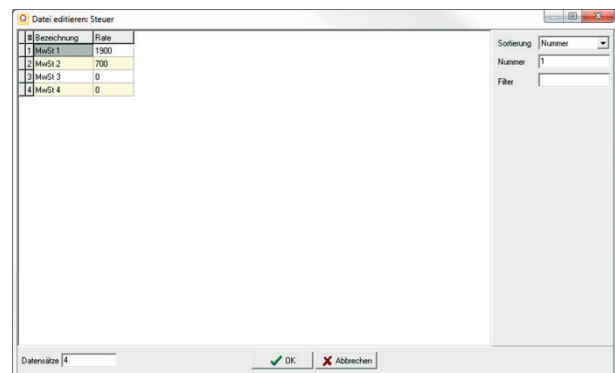 Datei editieren: Steuer
# Bezeichnung Rate
1 MwSt 1 1900
2 MwSt 2 700
3 MwSt 3 0
4 MwSt 4 0
Sortierung Nummer
Nummer 1
Filter
Datensätze 4
OK
Abbrechen